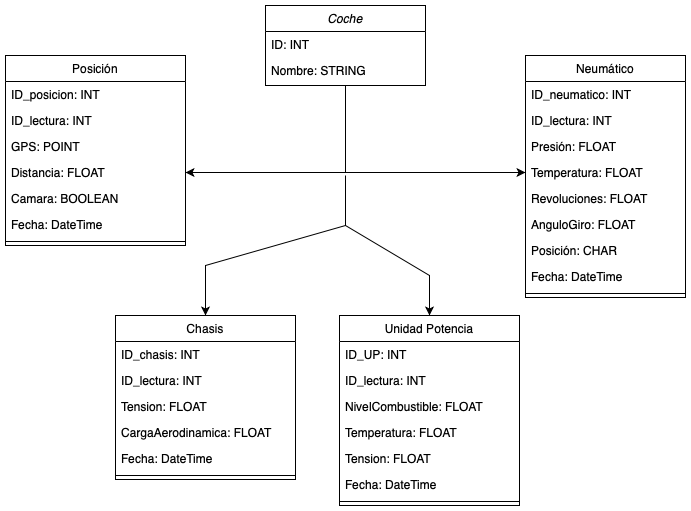 Coche
ID: INT
Nombre: STRING
Posición
ID_posicion: INT
ID_lectura: INT
GPS: POINT
Distancia: FLOAT
Camara: BOOLEAN
Fecha: DateTime
Neumático
ID_neumatico: INT
ID_lectura: INT
Presión: FLOAT
Temperatura: FLOAT
Revoluciones: FLOAT
AnguloGiro: FLOAT
Posición: CHAR
Fecha: DateTime
Chasis
ID_chasis: INT
ID_lectura: INT
Tension: FLOAT
CargaAerodinamica: FLOAT
Fecha: DateTime
Unidad Potencia
ID_UP: INT
ID_lectura: INT
NivelCombustible: FLOAT
Temperatura: FLOAT
Tension: FLOAT
Fecha: DateTime